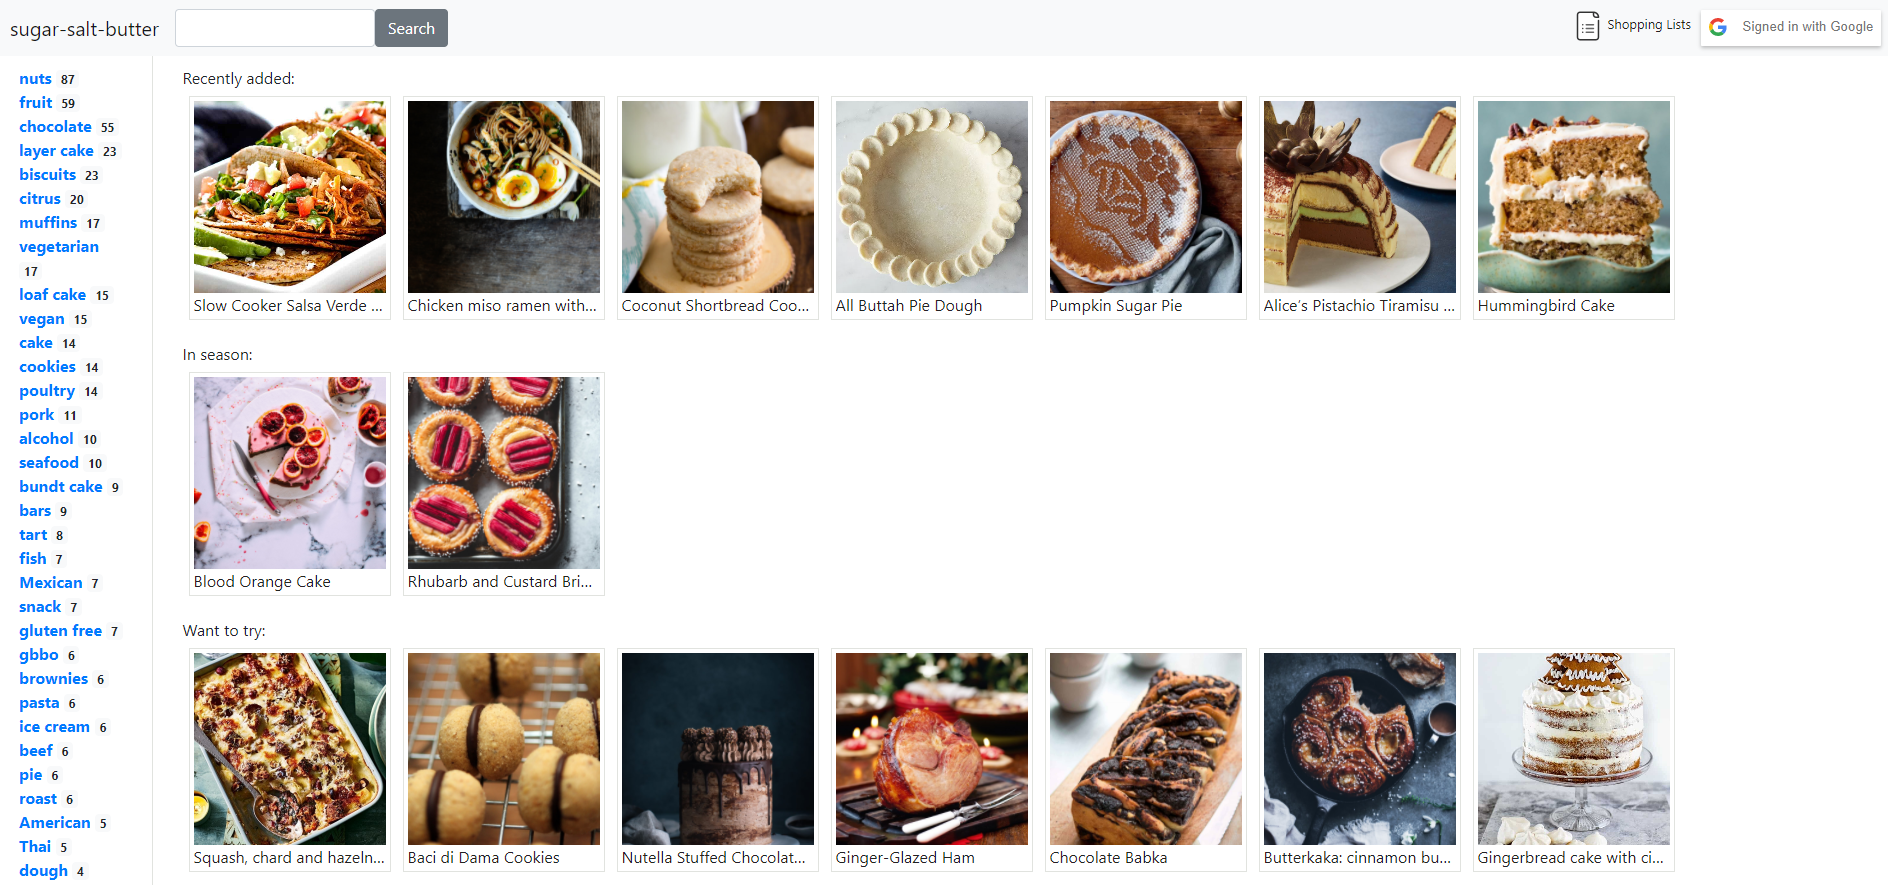 sugar-salt-butter
Search
Shopping Lists
Signed in with Google
nuts 87
fruit 59
chocolate 55
layer cake 23
biscuits 23
citrus 20
muffins 17
vegetarian
17
loaf cake 15
vegan 15
cake 14
cookies 14
poultry 14
pork 11
alcohol 10
seafood 10
bundt cake 9
bars 9
tart 8
fish 7
Mexican 7
snack 7
gluten free 7
gbbo 6
brownies 6
pasta 6
ice cream 6
beef 6
pie 6
roast 6
American 5
Thai 5
dough 4
Recently added:
Slow Cooker Salsa Verde ...
Chicken miso ramen with...
Coconut Shortbread Coo...
All Buttah Pie Dough
Pumpkin Sugar Pie
Alice's Pistachio Tiramisu ...
Hummingbird Cake
In season:
Blood Orange Cake
Rhubarb and Custard Bri...
Want to try:
Squash, chard and hazeln...
Baci di Dama Cookies
Nutella Stuffed Chocolat...
Ginger-Glazed Ham
Chocolate Babka
Butterkaka: cinnamon bu...
Gingerbread cake with ci...